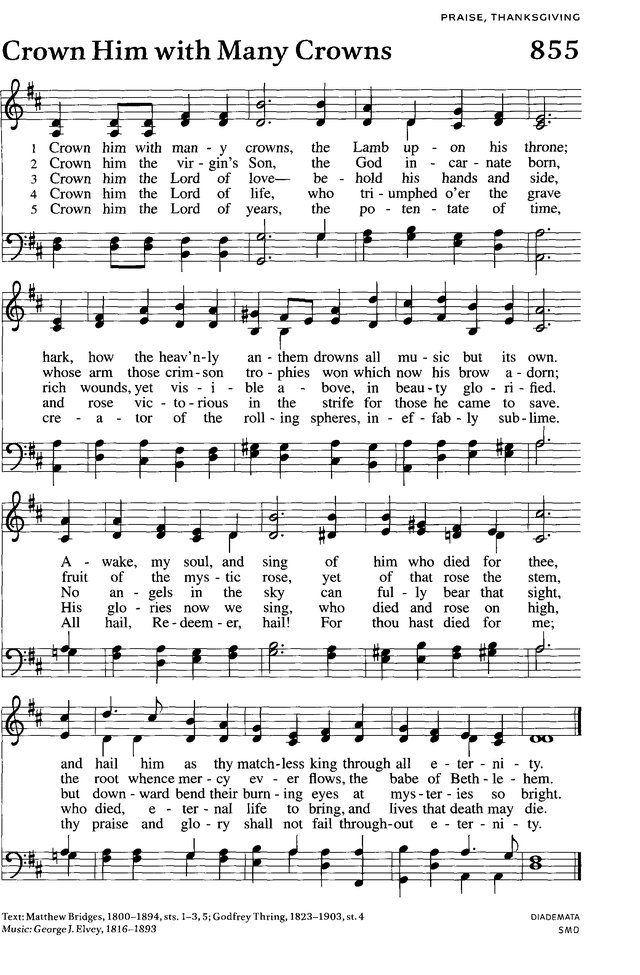 PRAISE, THANKSGIVING
Crown Him with Many Crowns 855
1 Crown him with man - y crowns, the Lamb up - on his throne;
2 Crown him the vir - gin's Son, the God in - car - nate born,
3 Crown him the Lord of love— be - hold his hands and side,
4 Crown him the Lord of life, who tri - umphed o'er the grave
5 Crown him the Lord of years, the po - ten - tate of time,
hark, how the heav'n-ly an - them drowns all mu - sic but its own.
whose arm those crim - son tro - phies won which now his brow a - dorn;
rich wounds, yet vis - i - ble a - bove, in beau - ty glo - ri - fied.
and rose vic - to - rious in the strife for those he came to save.
cre - a - tor of the roll - ing spheres, in - ef - fab - ly sub - lime.
A - wake, my soul, and sing of him who died for thee,
fruit of the mys - tic rose, yet of that rose the stem,
No an - gels in the sky can ful - ly bear that sight,
His glo - ries now we sing, who died and rose on high,
All hail, Re - deem - er, hail! For thou hast died for me;
and hail him as thy match-less king through all e - ter - ni - ty.
the root whence mer - cy ev - er flows, the babe of Beth - le - hem.
but down - ward bend their burn - ing eyes at mys - ter - ies so bright.
who died, e - ter - nal life to bring, and lives that death may die.
thy praise and glo - ry shall not fail through-out e - ter - ni - ty.
Text: Matthew Bridges, 1800–1894, sts. 1–3, 5; Godfrey Thring, 1823–1903, st. 4 DIADEMATA
Music: George J. Elvey, 1816–1893 SMD